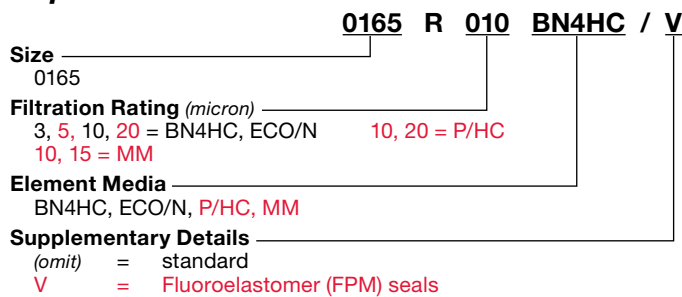 0165 R 010 BN4HC / V
Size
0165
Filtration Rating (micron)
3, 5, 10, 20 = BN4HC, ECO/N 10, 20 = P/HC
10, 15 = MM
Element Media
BN4HC, ECO/N, P/HC, MM
Supplementary Details
(omit) = standard
V = Fluoroelastomer (FPM) seals